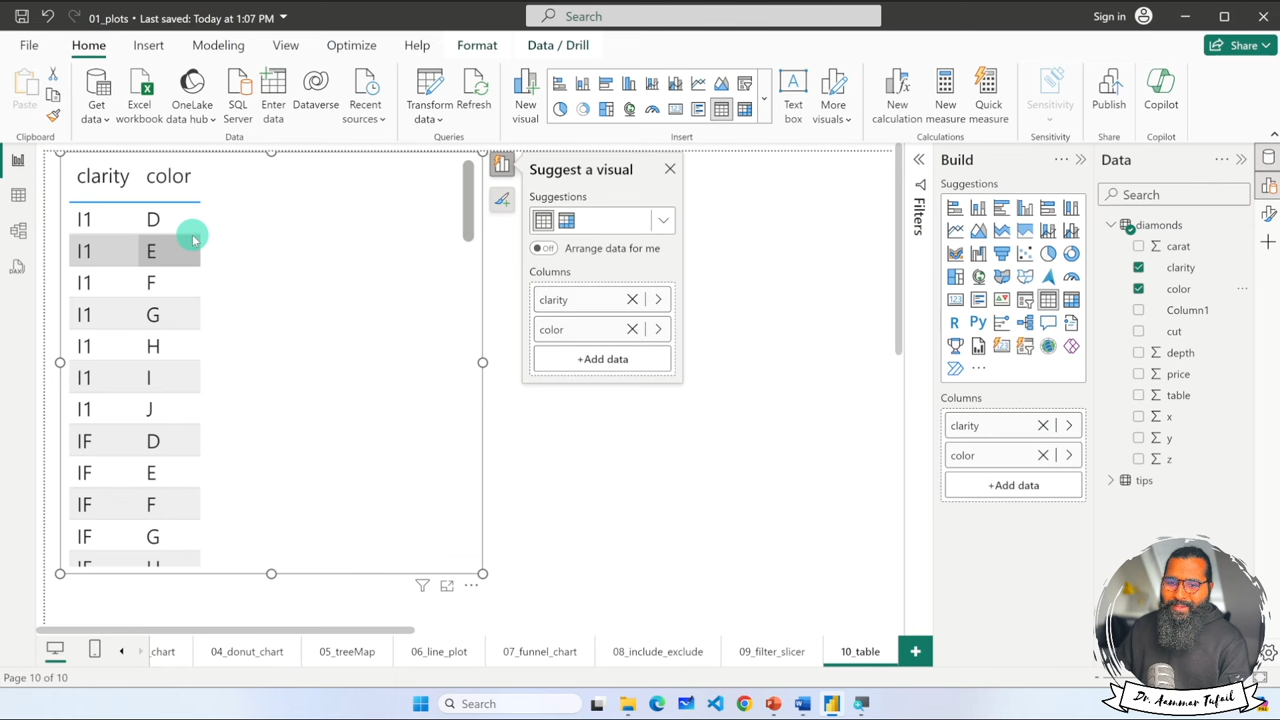 01_plots • Last saved: Today at 1:07 PM
Search
Sign in
File
Home
Insert
Modeling
View
Optimize
Help
Format
Data / Drill
Share
Paste
Get data
Excel workbook
OneLake data hub
SQL Server
Enter data
Dataverse
Recent sources
Transform data
Refresh
New visual
Text box
More visuals
New calculation
New measure
Quick measure
Sensitivity
Publish
Copilot
Clipboard
Data
Queries
Insert
Calculations
Sensitivity
Share
Copilot
clarity color
I1 D
I1 E
I1 F
I1 G
I1 H
I1 I
I1 J
IF D
IF E
IF F
IF G
IF H
Suggest a visual
Suggestions
Off Arrange data for me
Columns
clarity
color
+Add data
Filters
Build
Suggestions
R Py
Columns
clarity
color
+Add data
Data
Search
diamonds
carat
clarity
color
Column1
cut
depth
price
table
x
y
z
tips
_chart
04_donut_chart
05_treeMap
06_line_plot
07_funnel_chart
08_include_exclude
09_filter_slicer
10_table
Page 10 of 10
Search
Dr. Aammar Tufail